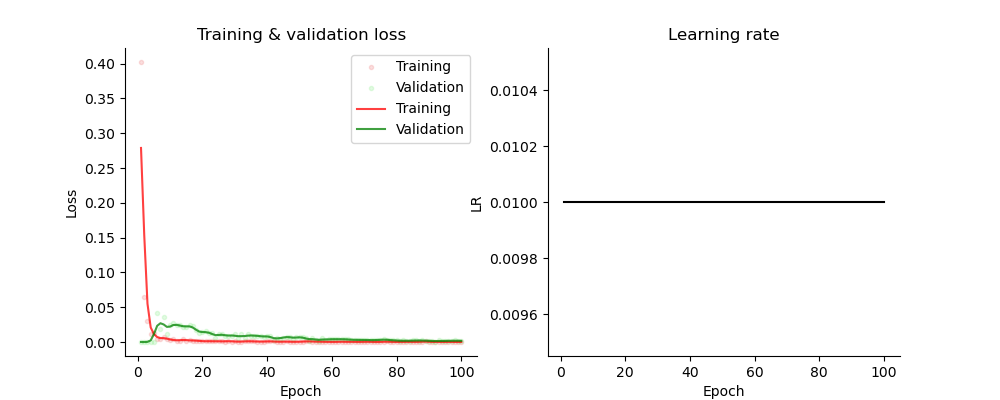 Training & validation loss
Loss
0.40
0.35
0.30
0.25
0.20
0.15
0.10
0.05
0.00
0 20 40 60 80 100
Epoch
Training
Validation
Training
Validation
Learning rate
LR
0.0104
0.0102
0.0100
0.0098
0.0096
0 20 40 60 80 100
Epoch